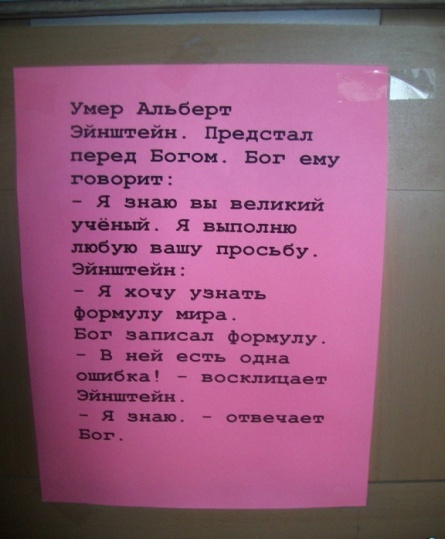 Умер Альберт
Эйнштейн. Предстал
перед Богом. Бог ему
говорит:
- Я знаю вы великий
учёный. Я выполню
любую вашу просьбу.
Эйнштейн:
- Я хочу узнать
формулу мира.
Бог записал формулу.
- В ней есть одна
ошибка! - восклицает
Эйнштейн.
- Я знаю. - отвечает
Бог.